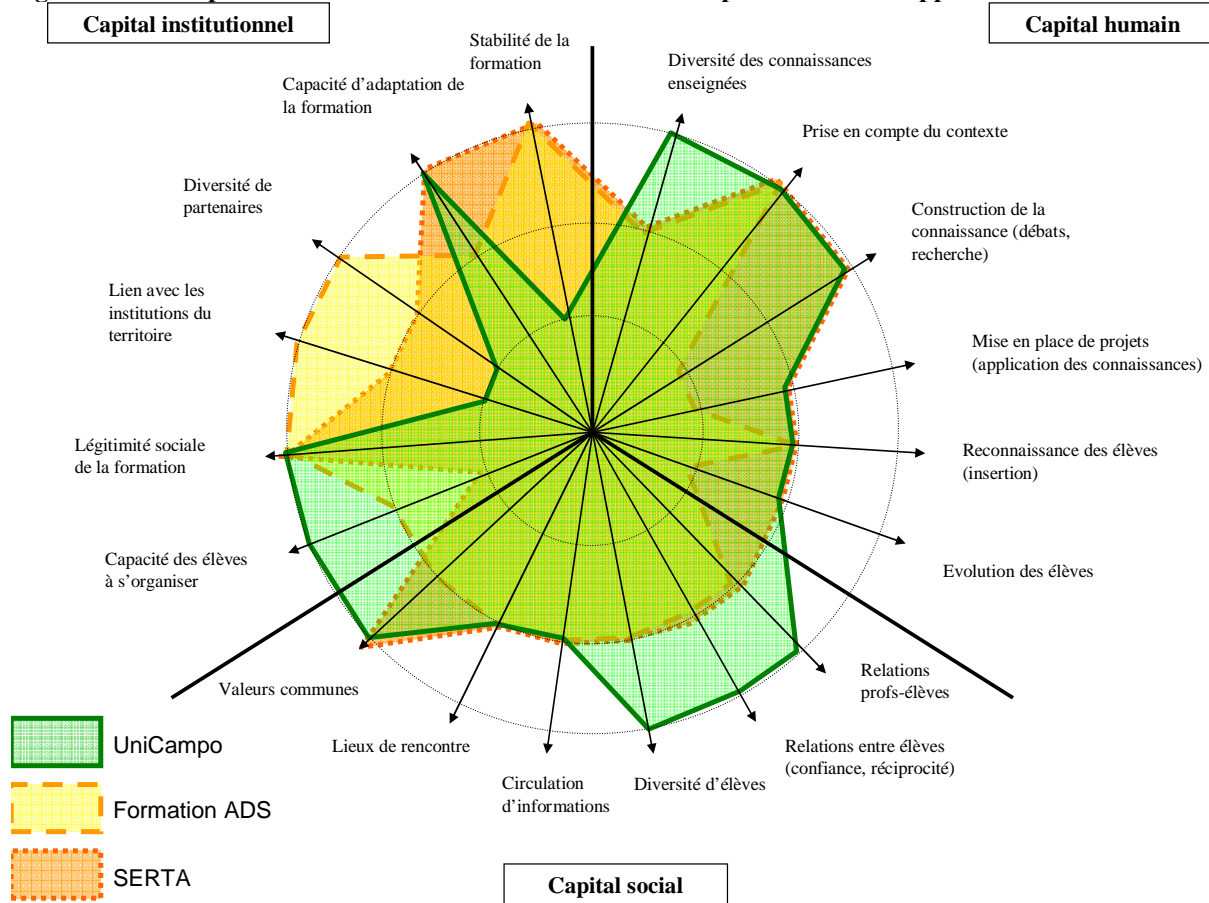 Capital institutionnel
Capital humain
Stabilité de la
formation
Diversité des connaissances
enseignées
Capacité d'adaptation de
la formation
Prise en compte du contexte
Diversité de
partenaires
Construction de la
connaissance (débats,
recherche)
Lien avec les
institutions du
territoire
Mise en place de projets
(application des connaissances)
Légitimité sociale
de la formation
Reconnaissance des élèves
(insertion)
Capacité des élèves
à s'organiser
Evolution des élèves
Valeurs communes
Relations
profs-élèves
Lieux de rencontre
Relations entre élèves
(confiance, réciprocité)
Circulation
d'informations
Diversité d'élèves
UniCampo
Formation ADS
SERTA
Capital social